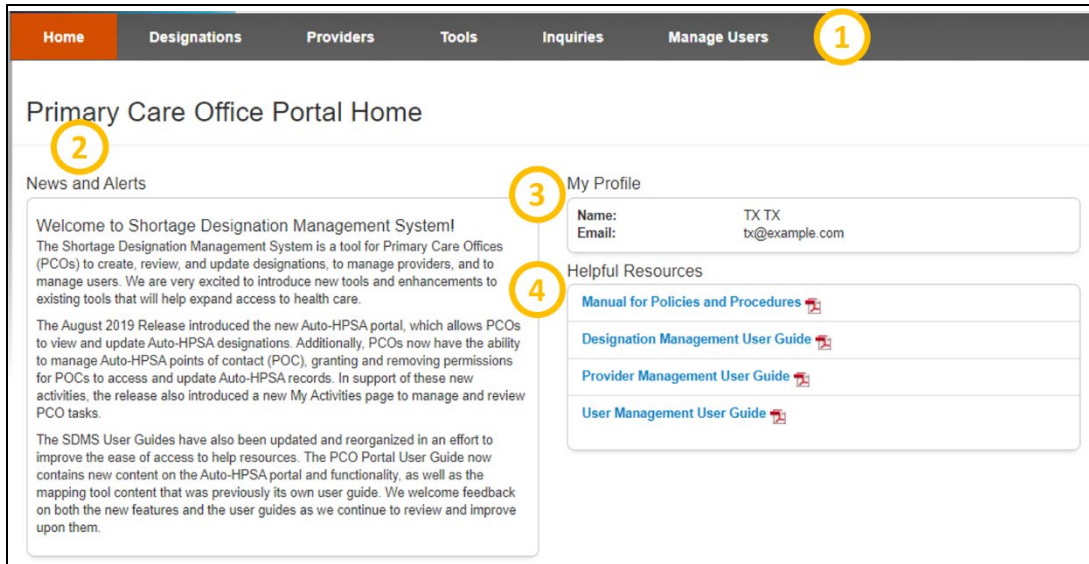 Home Designations Providers Tools Inquiries Manage Users 1
Primary Care Office Portal Home
2
News and Alerts
Welcome to Shortage Designation Management System!
The Shortage Designation Management System is a tool for Primary Care Offices
(PCOs) to create, review, and update designations, to manage providers, and to
manage users. We are very excited to introduce new tools and enhancements to
existing tools that will help expand access to health care.
The August 2019 Release introduced the new Auto-HPSA portal, which allows PCOs
to view and update Auto-HPSA designations. Additionally, PCOs now have the ability
to manage Auto-HPSA points of contact (POC), granting and removing permissions
for POCs to access and update Auto-HPSA records. In support of these new
activities, the release also introduced a new My Activities page to manage and review
PCO tasks.
The SDMS User Guides have also been updated and reorganized in an effort to
improve the ease of access to help resources. The PCO Portal User Guide now
contains new content on the Auto-HPSA portal and functionality, as well as the
mapping tool content that was previously its own user guide. We welcome feedback
on both the new features and the user guides as we continue to review and improve
upon them.
3 My Profile
Name: TX TX
Email: tx@example.com
4 Helpful Resources
Manual for Policies and Procedures
Designation Management User Guide
Provider Management User Guide
User Management User Guide